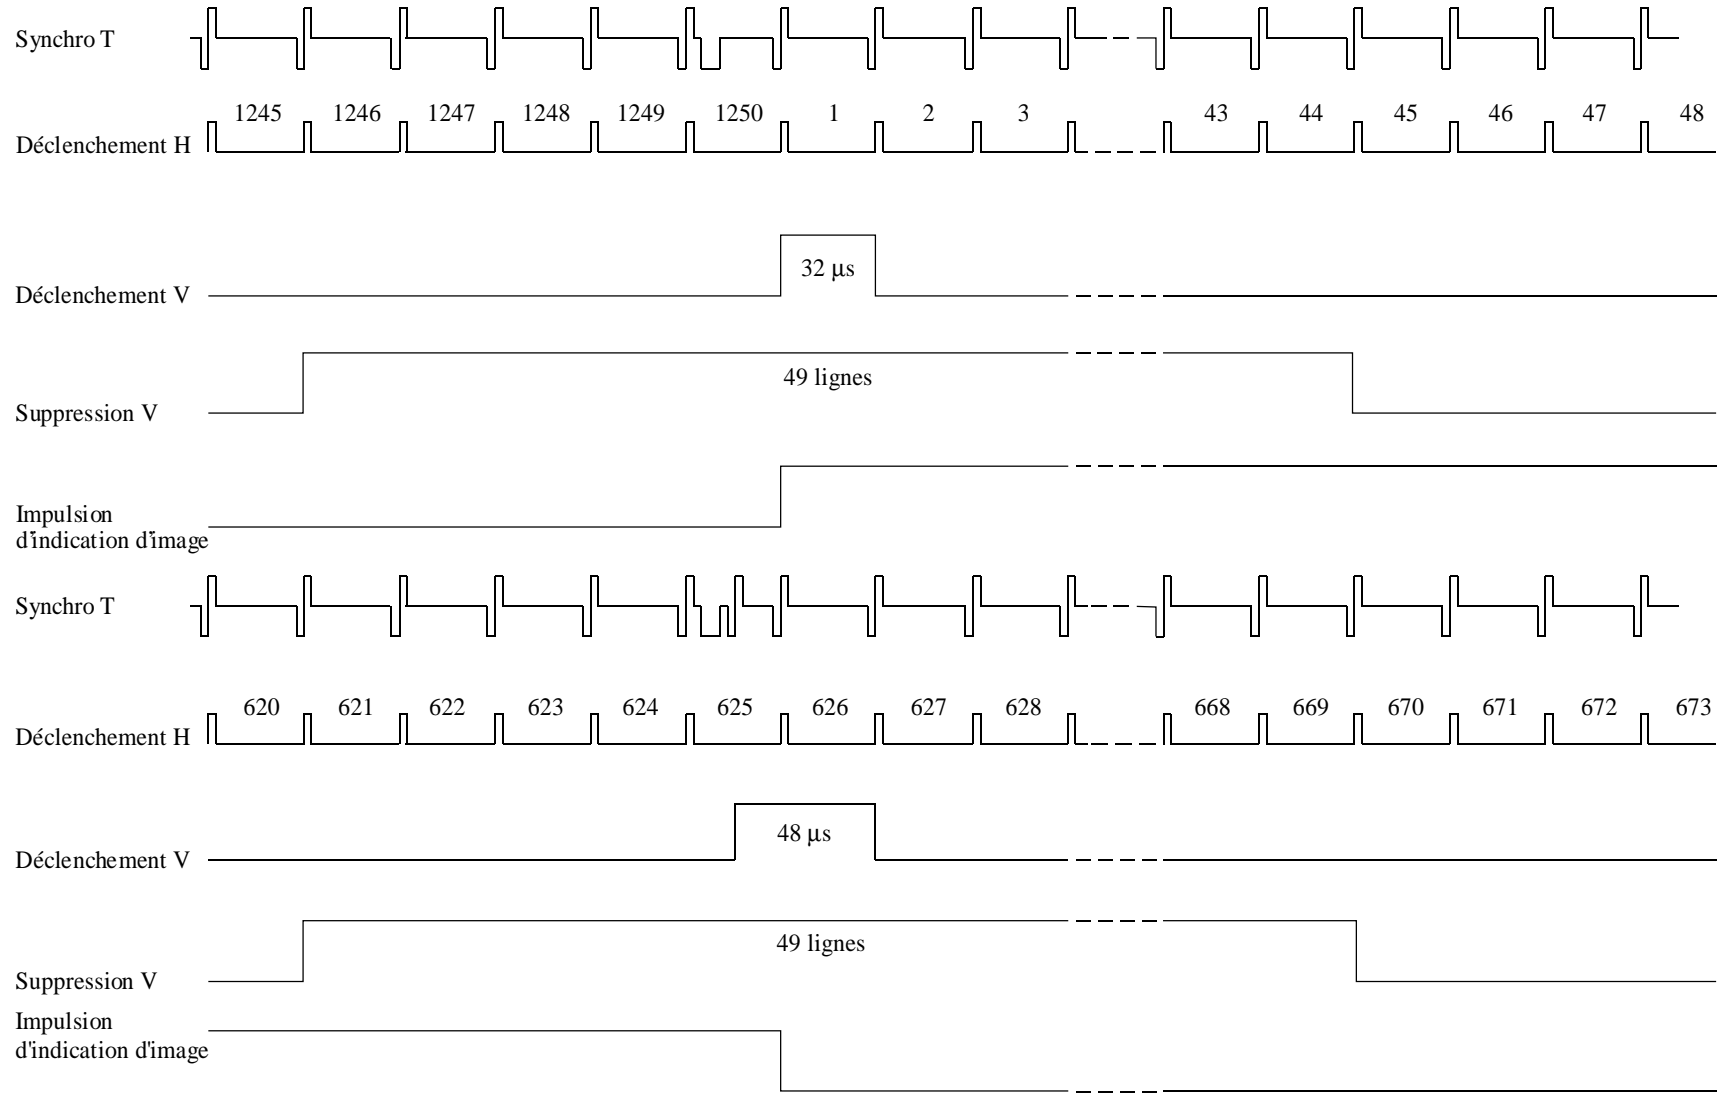 Synchro T
1245 1246 1247 1248 1249 1250 1 2 3 43 44 45 46 47 48
Déclenchement H
32 μs
Déclenchement V
49 lignes
Suppression V
Impulsion
d'indication d'image
Synchro T
620 621 622 623 624 625 626 627 628 668 669 670 671 672 673
Déclenchement H
48 μs
Déclenchement V
49 lignes
Suppression V
Impulsion
d'indication d'image